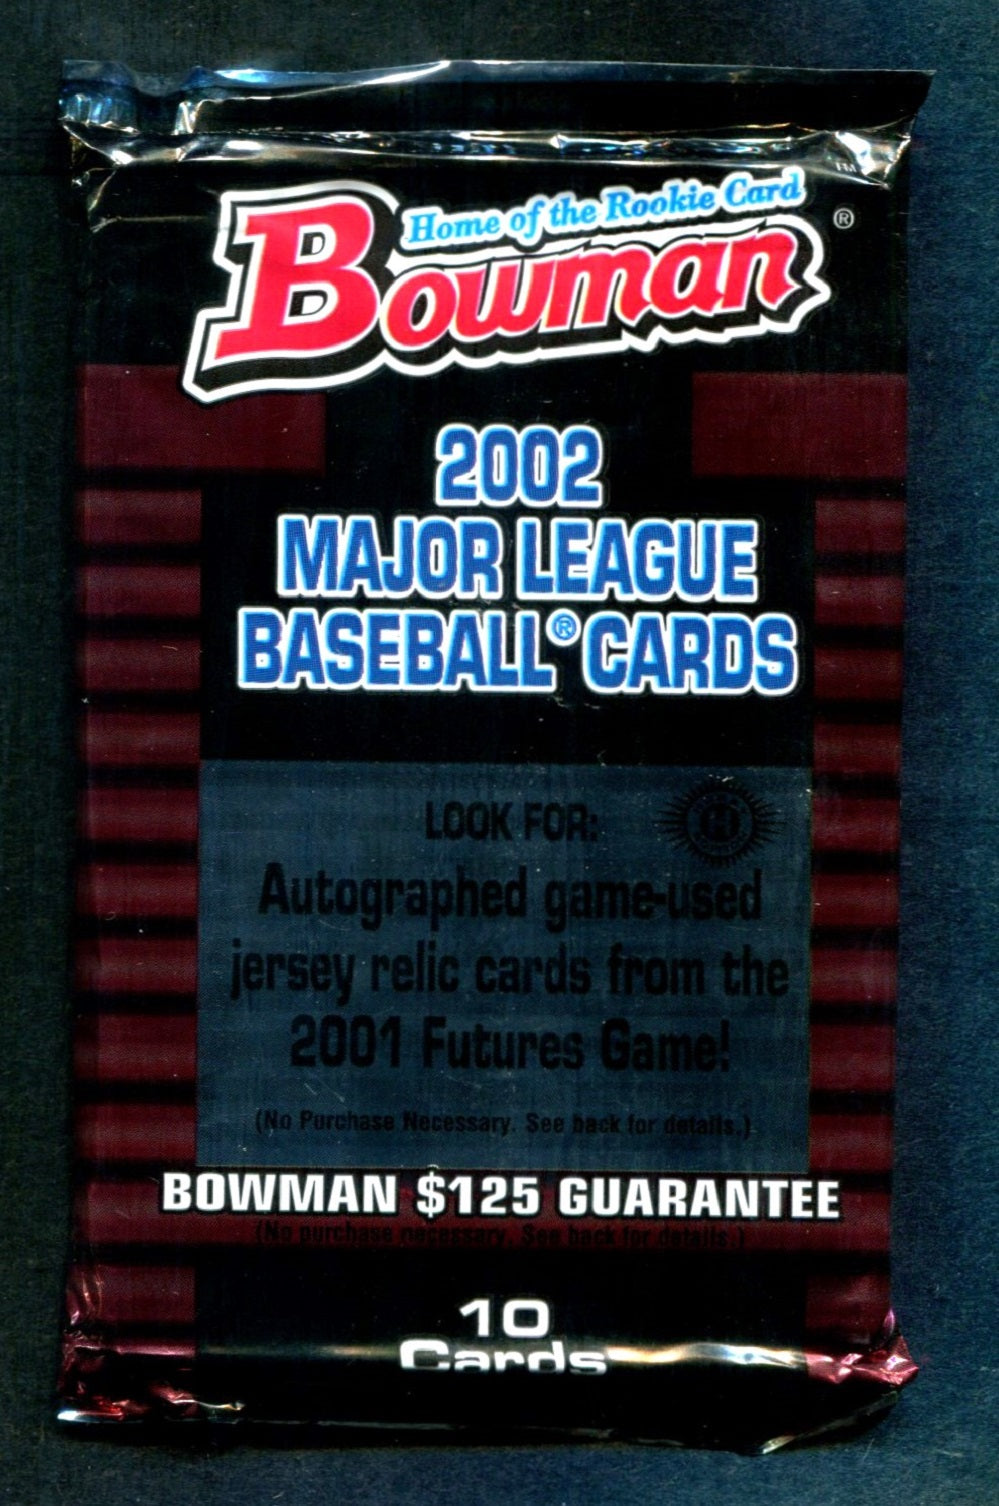 TM
Home of the Rookie Card
Bowman®
2002
MAJOR LEAGUE
BASEBALL® CARDS
LOOK FOR:
Autographed game-used
jersey relic cards from the
2001 Futures Game!
(No Purchase Necessary. See back for details.)
BOWMAN $125 GUARANTEE
(No purchase necessary. See back for details.)
10
Cards